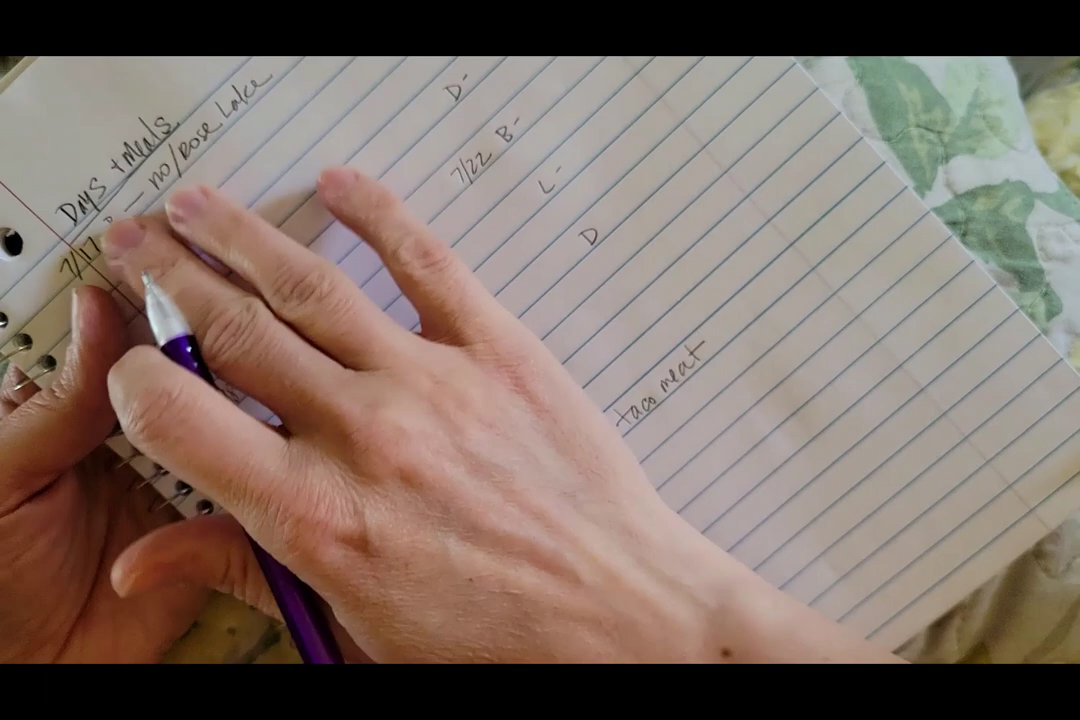 Days + Meals
7/17 — no/Rose Lake
D-
7/22 B-
L-
D
taco meat